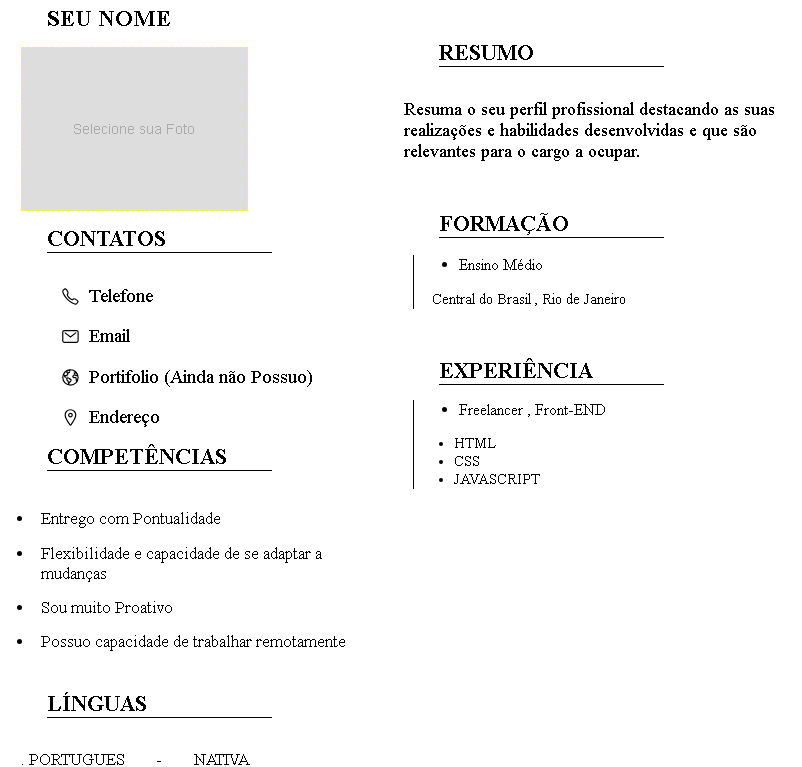 SEU NOME
Selecione sua Foto
CONTATOS
Telefone
Email
Portifolio (Ainda não Possuo)
Endereço
COMPETÊNCIAS
• Entrego com Pontualidade
• Flexibilidade e capacidade de se adaptar a
mudanças
• Sou muito Proativo
• Possuo capacidade de trabalhar remotamente
LÍNGUAS
. PORTUGUES - NATIVA
RESUMO
Resuma o seu perfil profissional destacando as suas
realizações e habilidades desenvolvidas e que são
relevantes para o cargo a ocupar.
FORMAÇÃO
• Ensino Médio
Central do Brasil , Rio de Janeiro
EXPERIÊNCIA
• Freelancer , Front-END
• HTML
• CSS
• JAVASCRIPT